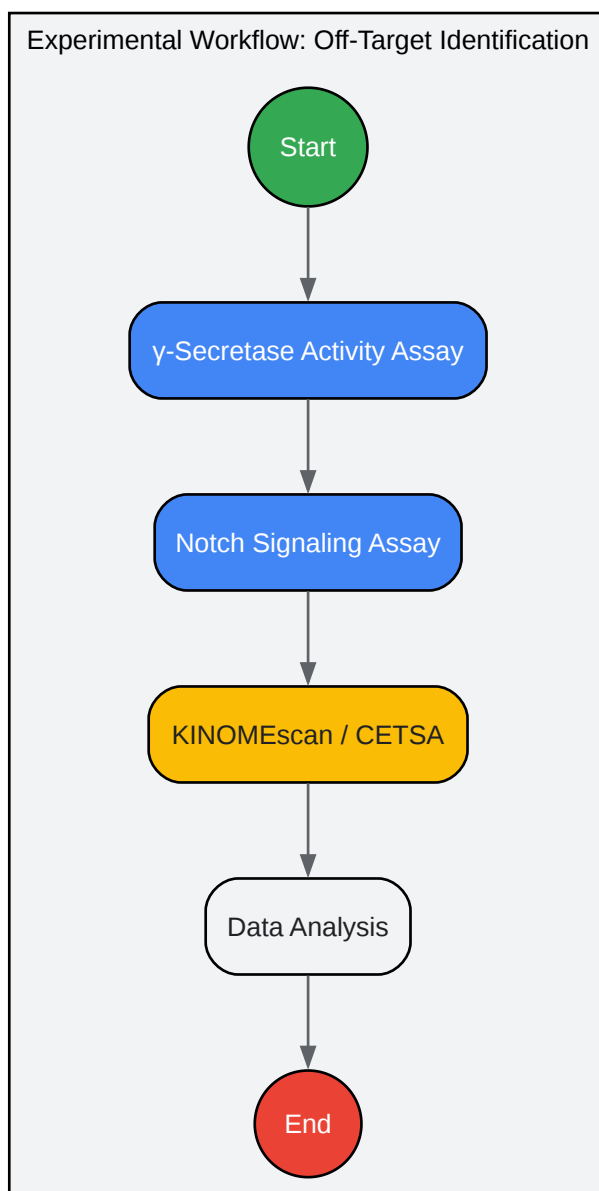 Experimental Workflow: Off-Target Identification
Start
γ-Secretase Activity Assay
Notch Signaling Assay
KINOMEscan / CETSA
Data Analysis
End